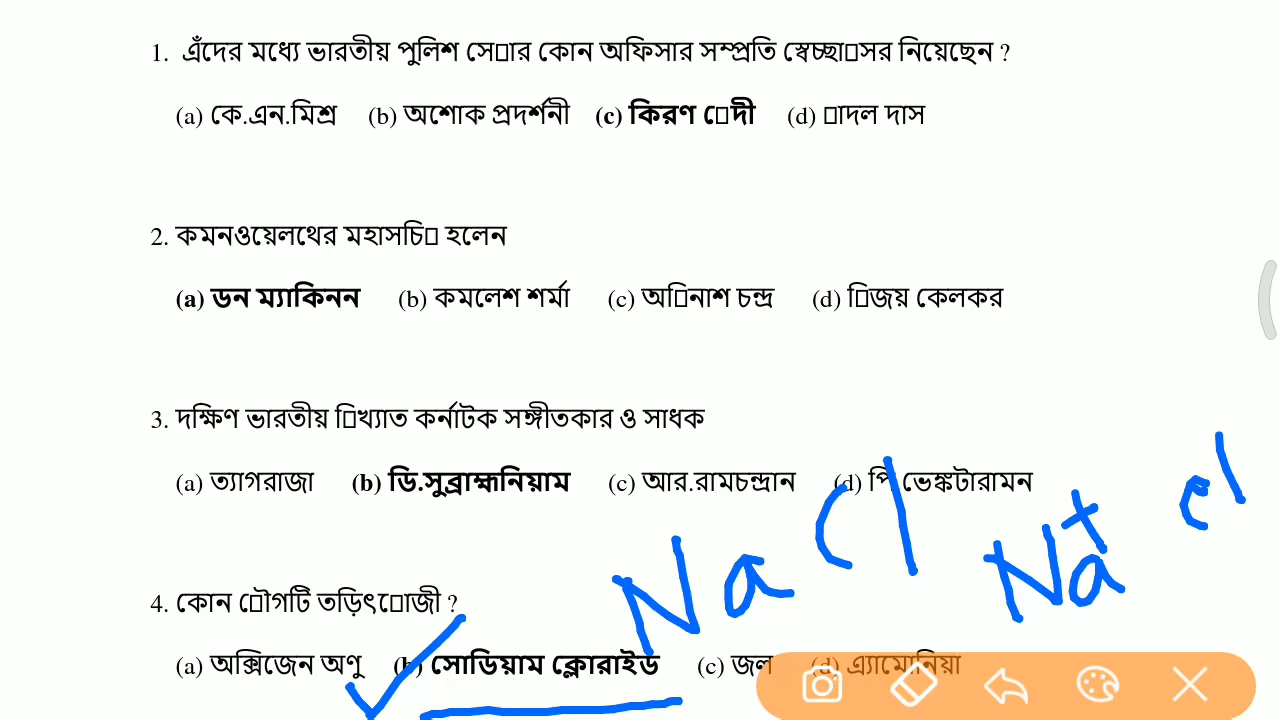 1. এঁদের মধ্যে ভারতীয় পুলিশ সে□ার কোন অফিসার সম্প্রতি স্বেচ্ছা□সর নিয়েছেন ?
(a) কে.এন.মিশ্র (b) অশোক প্রদর্শনী (c) কিরণ □েদী (d) □াদল দাস
2. কমনওয়েলথের মহাসচি□ হলেন
(a) ডন ম্যাকিনন (b) কমলেশ শর্মা (c) অ□িনাশ চন্দ্র (d) □িজয় কেলকর
3. দক্ষিণ ভারতীয় □িখ্যাত কর্নাটক সঙ্গীতকার ও সাধক
(a) ত্যাগরাজা (b) ডি.সুব্রাহ্মনিয়াম (c) আর.রামচন্দ্রান (d) পি ভেঙ্কটারামন
NaCl Na+ cl
4. কোন □ৌগটি তড়িৎ□োজী ?
(a) অক্সিজেন অণু (b) সোডিয়াম ক্লোরাইড (c) জল (d) এ্যামোনিয়া